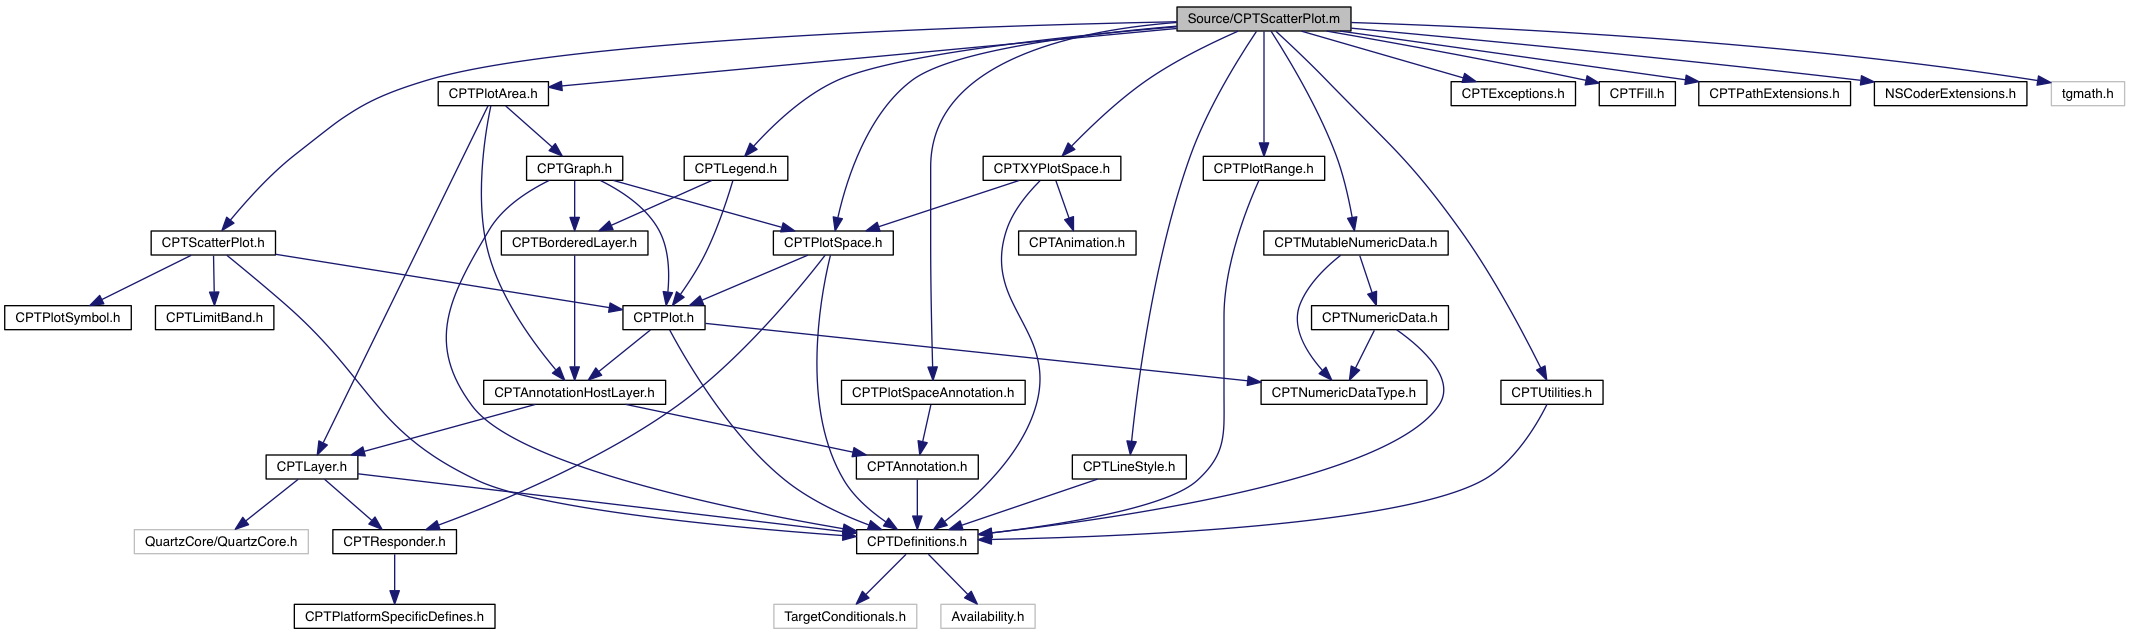 Source/CPTScatterPlot.m
CPTPlotArea.h
CPTExceptions.h
CPTFill.h
CPTPathExtensions.h
NSCoderExtensions.h
tgmath.h
CPTGraph.h
CPTLegend.h
CPTXYPlotSpace.h
CPTPlotRange.h
CPTScatterPlot.h
CPTBorderedLayer.h
CPTPlotSpace.h
CPTAnimation.h
CPTMutableNumericData.h
CPTPlotSymbol.h
CPTLimitBand.h
CPTPlot.h
CPTNumericData.h
CPTAnnotationHostLayer.h
CPTPlotSpaceAnnotation.h
CPTNumericDataType.h
CPTUtilities.h
CPTLayer.h
CPTAnnotation.h
CPTLineStyle.h
QuartzCore/QuartzCore.h
CPTResponder.h
CPTDefinitions.h
CPTPlatformSpecificDefines.h
TargetConditionals.h
Availability.h